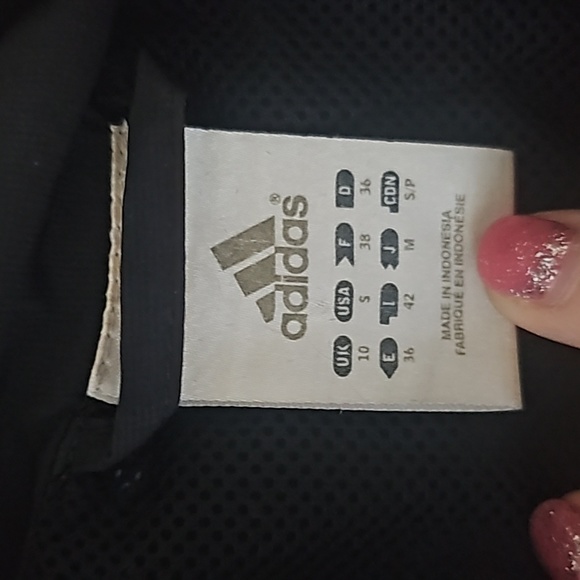 adidas®
UK USA F D
10 S 38 36
E I J CDN
36 42 M S/P
MADE IN INDONESIA
FABRIQUE EN INDONESIE